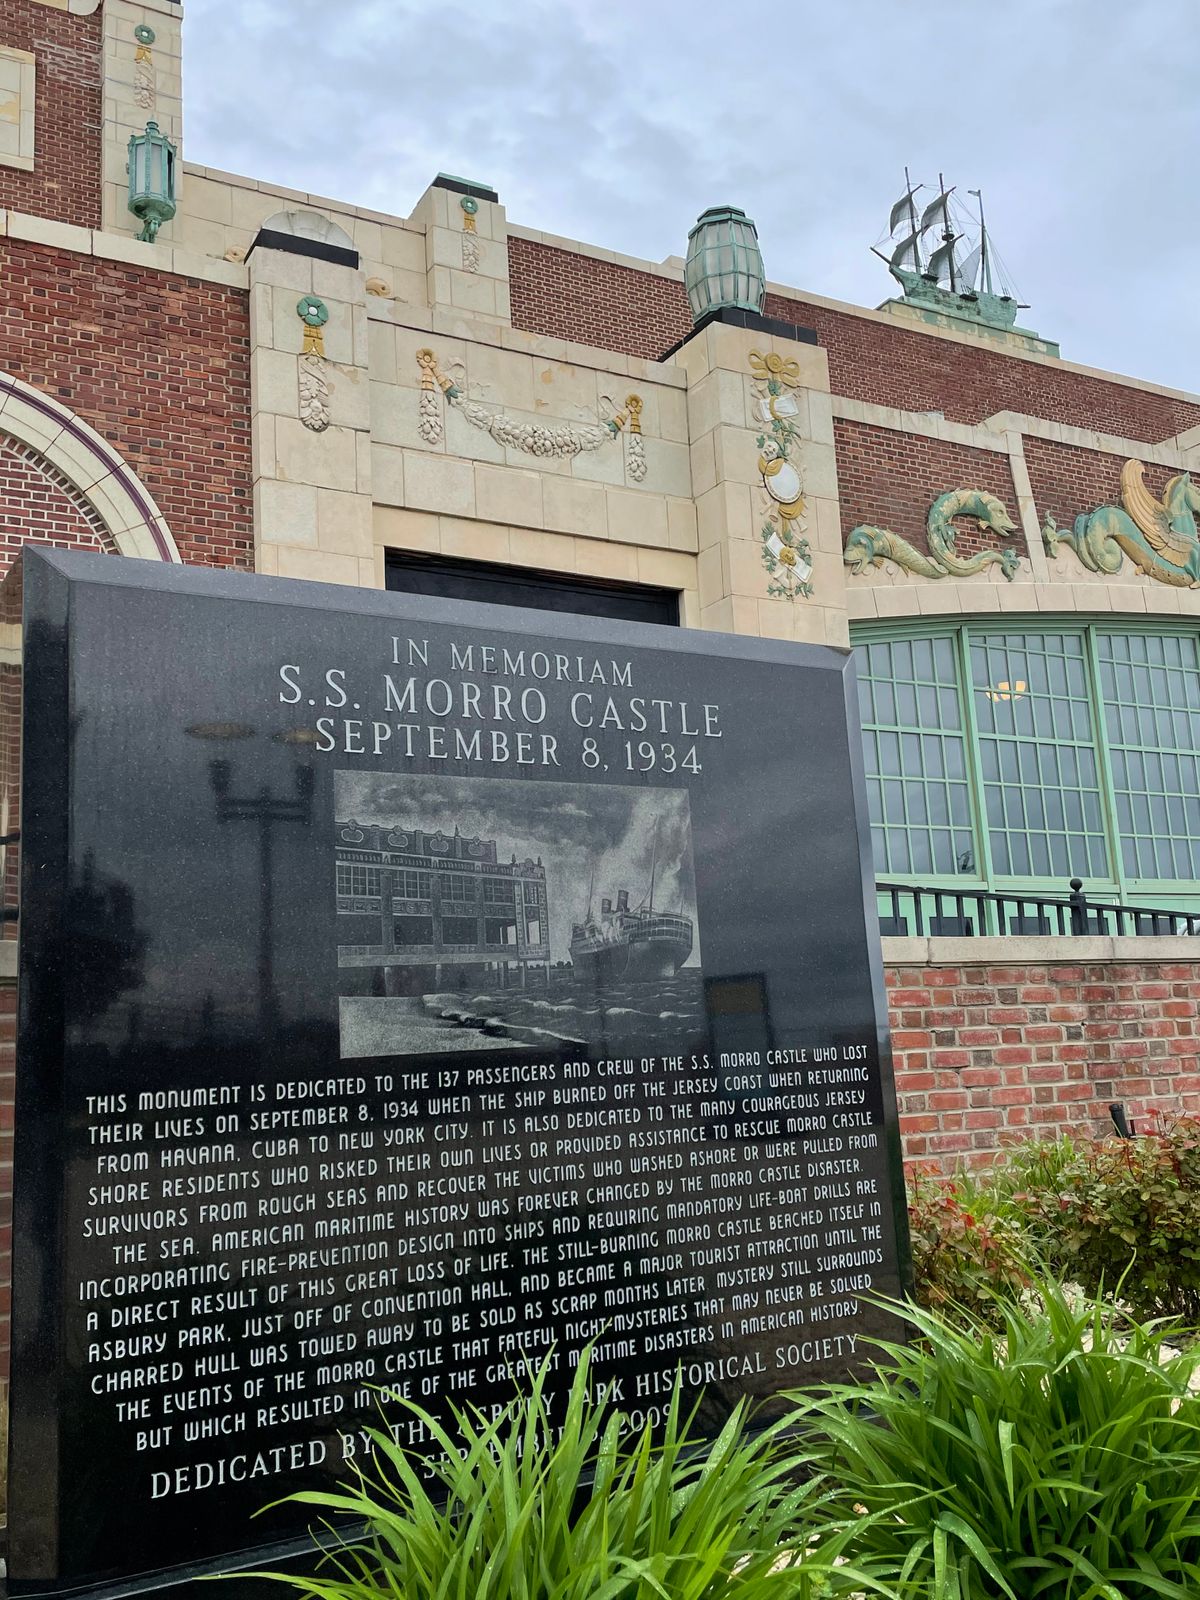 IN MEMORIAM
S.S. MORRO CASTLE
SEPTEMBER 8, 1934
THIS MONUMENT IS DEDICATED TO THE 137 PASSENGERS AND CREW OF THE S.S. MORRO CASTLE WHO LOST
THEIR LIVES ON SEPTEMBER 8, 1934 WHEN THE SHIP BURNED OFF THE JERSEY COAST WHEN RETURNING
FROM HAVANA, CUBA TO NEW YORK CITY. IT IS ALSO DEDICATED TO THE MANY COURAGEOUS JERSEY
SHORE RESIDENTS WHO RISKED THEIR OWN LIVES OR PROVIDED ASSISTANCE TO RESCUE MORRO CASTLE
SURVIVORS FROM ROUGH SEAS AND RECOVER THE VICTIMS WHO WASHED ASHORE OR WERE PULLED FROM
THE SEA. AMERICAN MARITIME HISTORY WAS FOREVER CHANGED BY THE MORRO CASTLE DISASTER.
INCORPORATING FIRE-PREVENTION DESIGN INTO SHIPS AND REQUIRING MANDATORY LIFE-BOAT DRILLS ARE
A DIRECT RESULT OF THIS GREAT LOSS OF LIFE. THE STILL-BURNING MORRO CASTLE BEACHED ITSELF IN
ASBURY PARK, JUST OFF OF CONVENTION HALL, AND BECAME A MAJOR TOURIST ATTRACTION UNTIL THE
CHARRED HULL WAS TOWED AWAY TO BE SOLD AS SCRAP MONTHS LATER. MYSTERY STILL SURROUNDS
THE EVENTS OF THE MORRO CASTLE THAT FATEFUL NIGHT-MYSTERIES THAT MAY NEVER BE SOLVED
BUT WHICH RESULTED IN ONE OF THE GREATEST MARITIME DISASTERS IN AMERICAN HISTORY.
DEDICATED BY THE ASBURY PARK HISTORICAL SOCIETY
SEPTEMBER 8, 2009